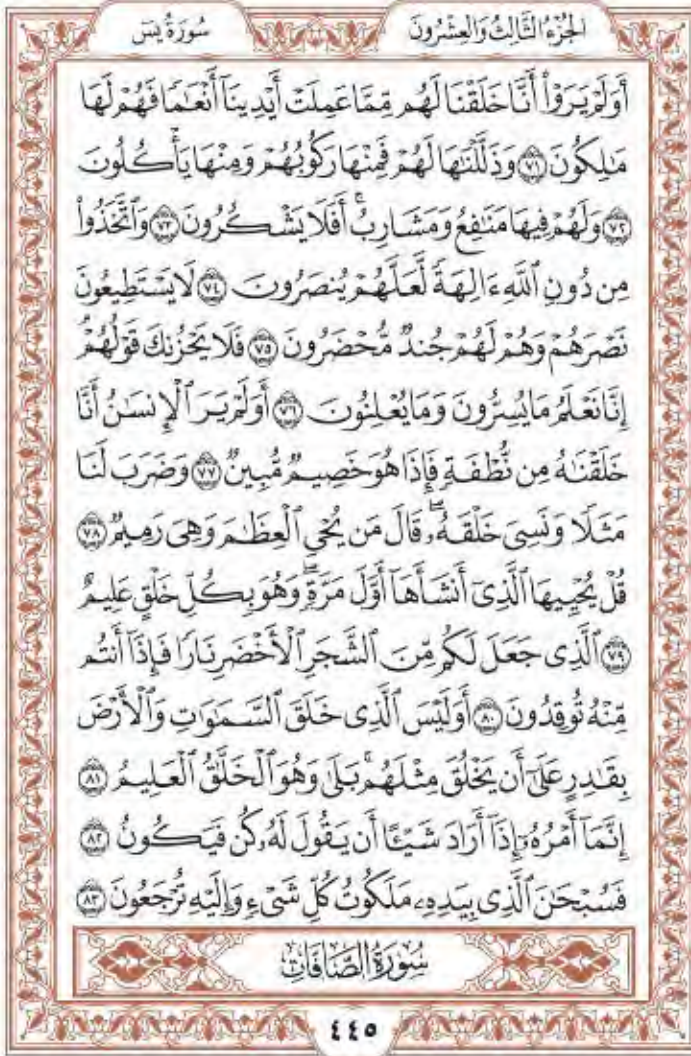 الجُزْءُ الثَّالِثُ وَالعِشْرُونَ سُورَةُ يسٓ
أَوَلَمْ يَرَوْا۟ أَنَّا خَلَقْنَا لَهُم مِّمَّا عَمِلَتْ أَيْدِينَآ أَنْعَٰمًا فَهُمْ لَهَا
مَٰلِكُونَ ٧١ وَذَلَّلْنَٰهَا لَهُمْ فَمِنْهَا رَكُوبُهُمْ وَمِنْهَا يَأْكُلُونَ
٧٢ وَلَهُمْ فِيهَا مَنَٰفِعُ وَمَشَارِبُ ۚ أَفَلَا يَشْكُرُونَ ٧٣ وَٱتَّخَذُوا۟
مِن دُونِ ٱللَّهِ ءَالِهَةً لَّعَلَّهُمْ يُنصَرُونَ ٧٤ لَا يَسْتَطِيعُونَ
نَصْرَهُمْ وَهُمْ لَهُمْ جُندٌ مُّحْضَرُونَ ٧٥ فَلَا يَحْزُنكَ قَوْلُهُمْ ۘ
إِنَّا نَعْلَمُ مَا يُسِرُّونَ وَمَا يُعْلِنُونَ ٧٦ أَوَلَمْ يَرَ ٱلْإِنسَٰنُ أَنَّا
خَلَقْنَٰهُ مِن نُّطْفَةٍ فَإِذَا هُوَ خَصِيمٌ مُّبِينٌ ٧٧ وَضَرَبَ لَنَا
مَثَلًا وَنَسِىَ خَلْقَهُۥ ۖ قَالَ مَن يُحْىِ ٱلْعِظَٰمَ وَهِىَ رَمِيمٌ ٧٨
قُلْ يُحْيِيهَا ٱلَّذِىٓ أَنشَأَهَآ أَوَّلَ مَرَّةٍ ۖ وَهُوَ بِكُلِّ خَلْقٍ عَلِيمٌ
٧٩ ٱلَّذِى جَعَلَ لَكُم مِّنَ ٱلشَّجَرِ ٱلْأَخْضَرِ نَارًا فَإِذَآ أَنتُم
مِّنْهُ تُوقِدُونَ ٨٠ أَوَلَيْسَ ٱلَّذِى خَلَقَ ٱلسَّمَٰوَٰتِ وَٱلْأَرْضَ
بِقَٰدِرٍ عَلَىٰٓ أَن يَخْلُقَ مِثْلَهُم ۚ بَلَىٰ وَهُوَ ٱلْخَلَّٰقُ ٱلْعَلِيمُ ٨١
إِنَّمَآ أَمْرُهُۥٓ إِذَآ أَرَادَ شَيْـًٔا أَن يَقُولَ لَهُۥ كُن فَيَكُونُ ٨٢
فَسُبْحَٰنَ ٱلَّذِى بِيَدِهِۦ مَلَكُوتُ كُلِّ شَىْءٍ وَإِلَيْهِ تُرْجَعُونَ ٨٣
سُورَةُ الصَّافَّاتِ
٤٤٥